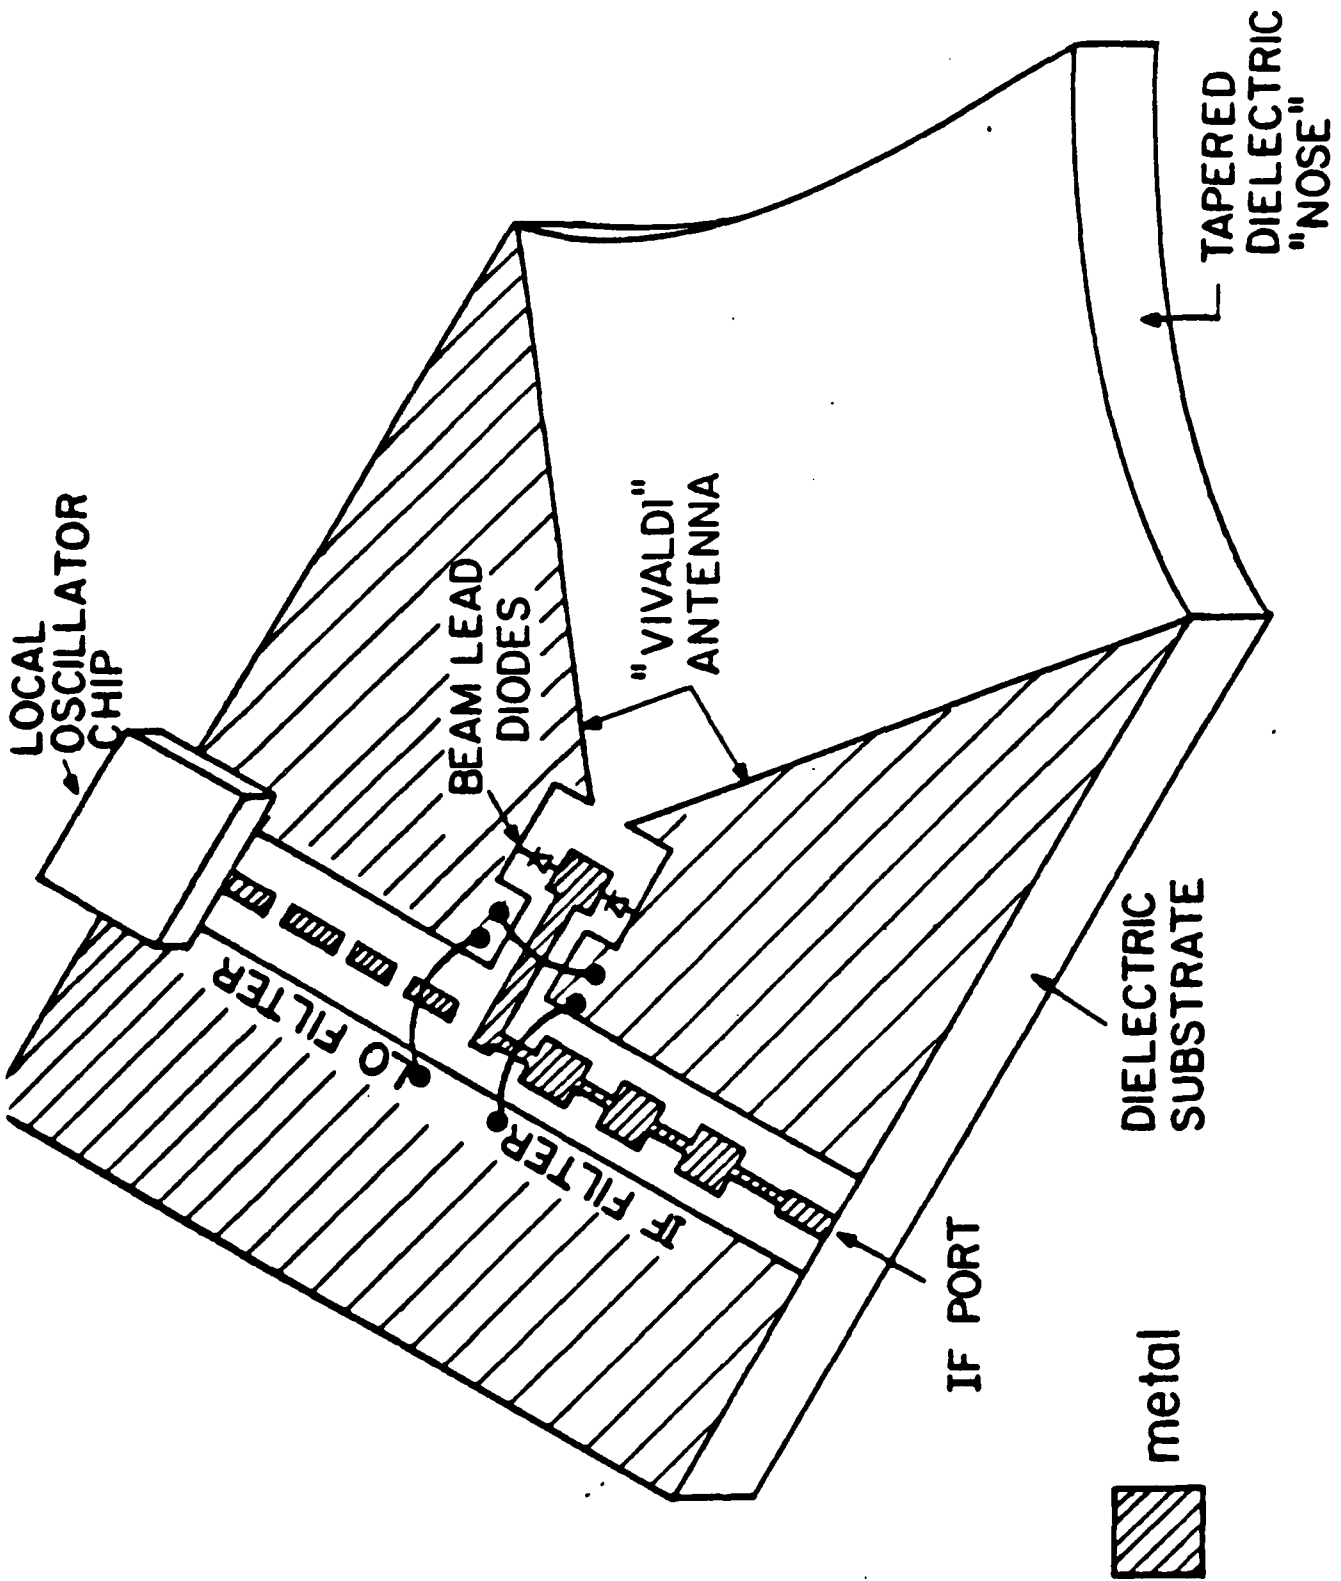 LOCAL
OSCILLATOR
CHIP
BEAM LEAD
DIODES
"VIVALDI"
ANTENNA
TAPERED
DIELECTRIC
"NOSE"
LO FILTER
IF FILTER
DIELECTRIC
SUBSTRATE
IF PORT
metal